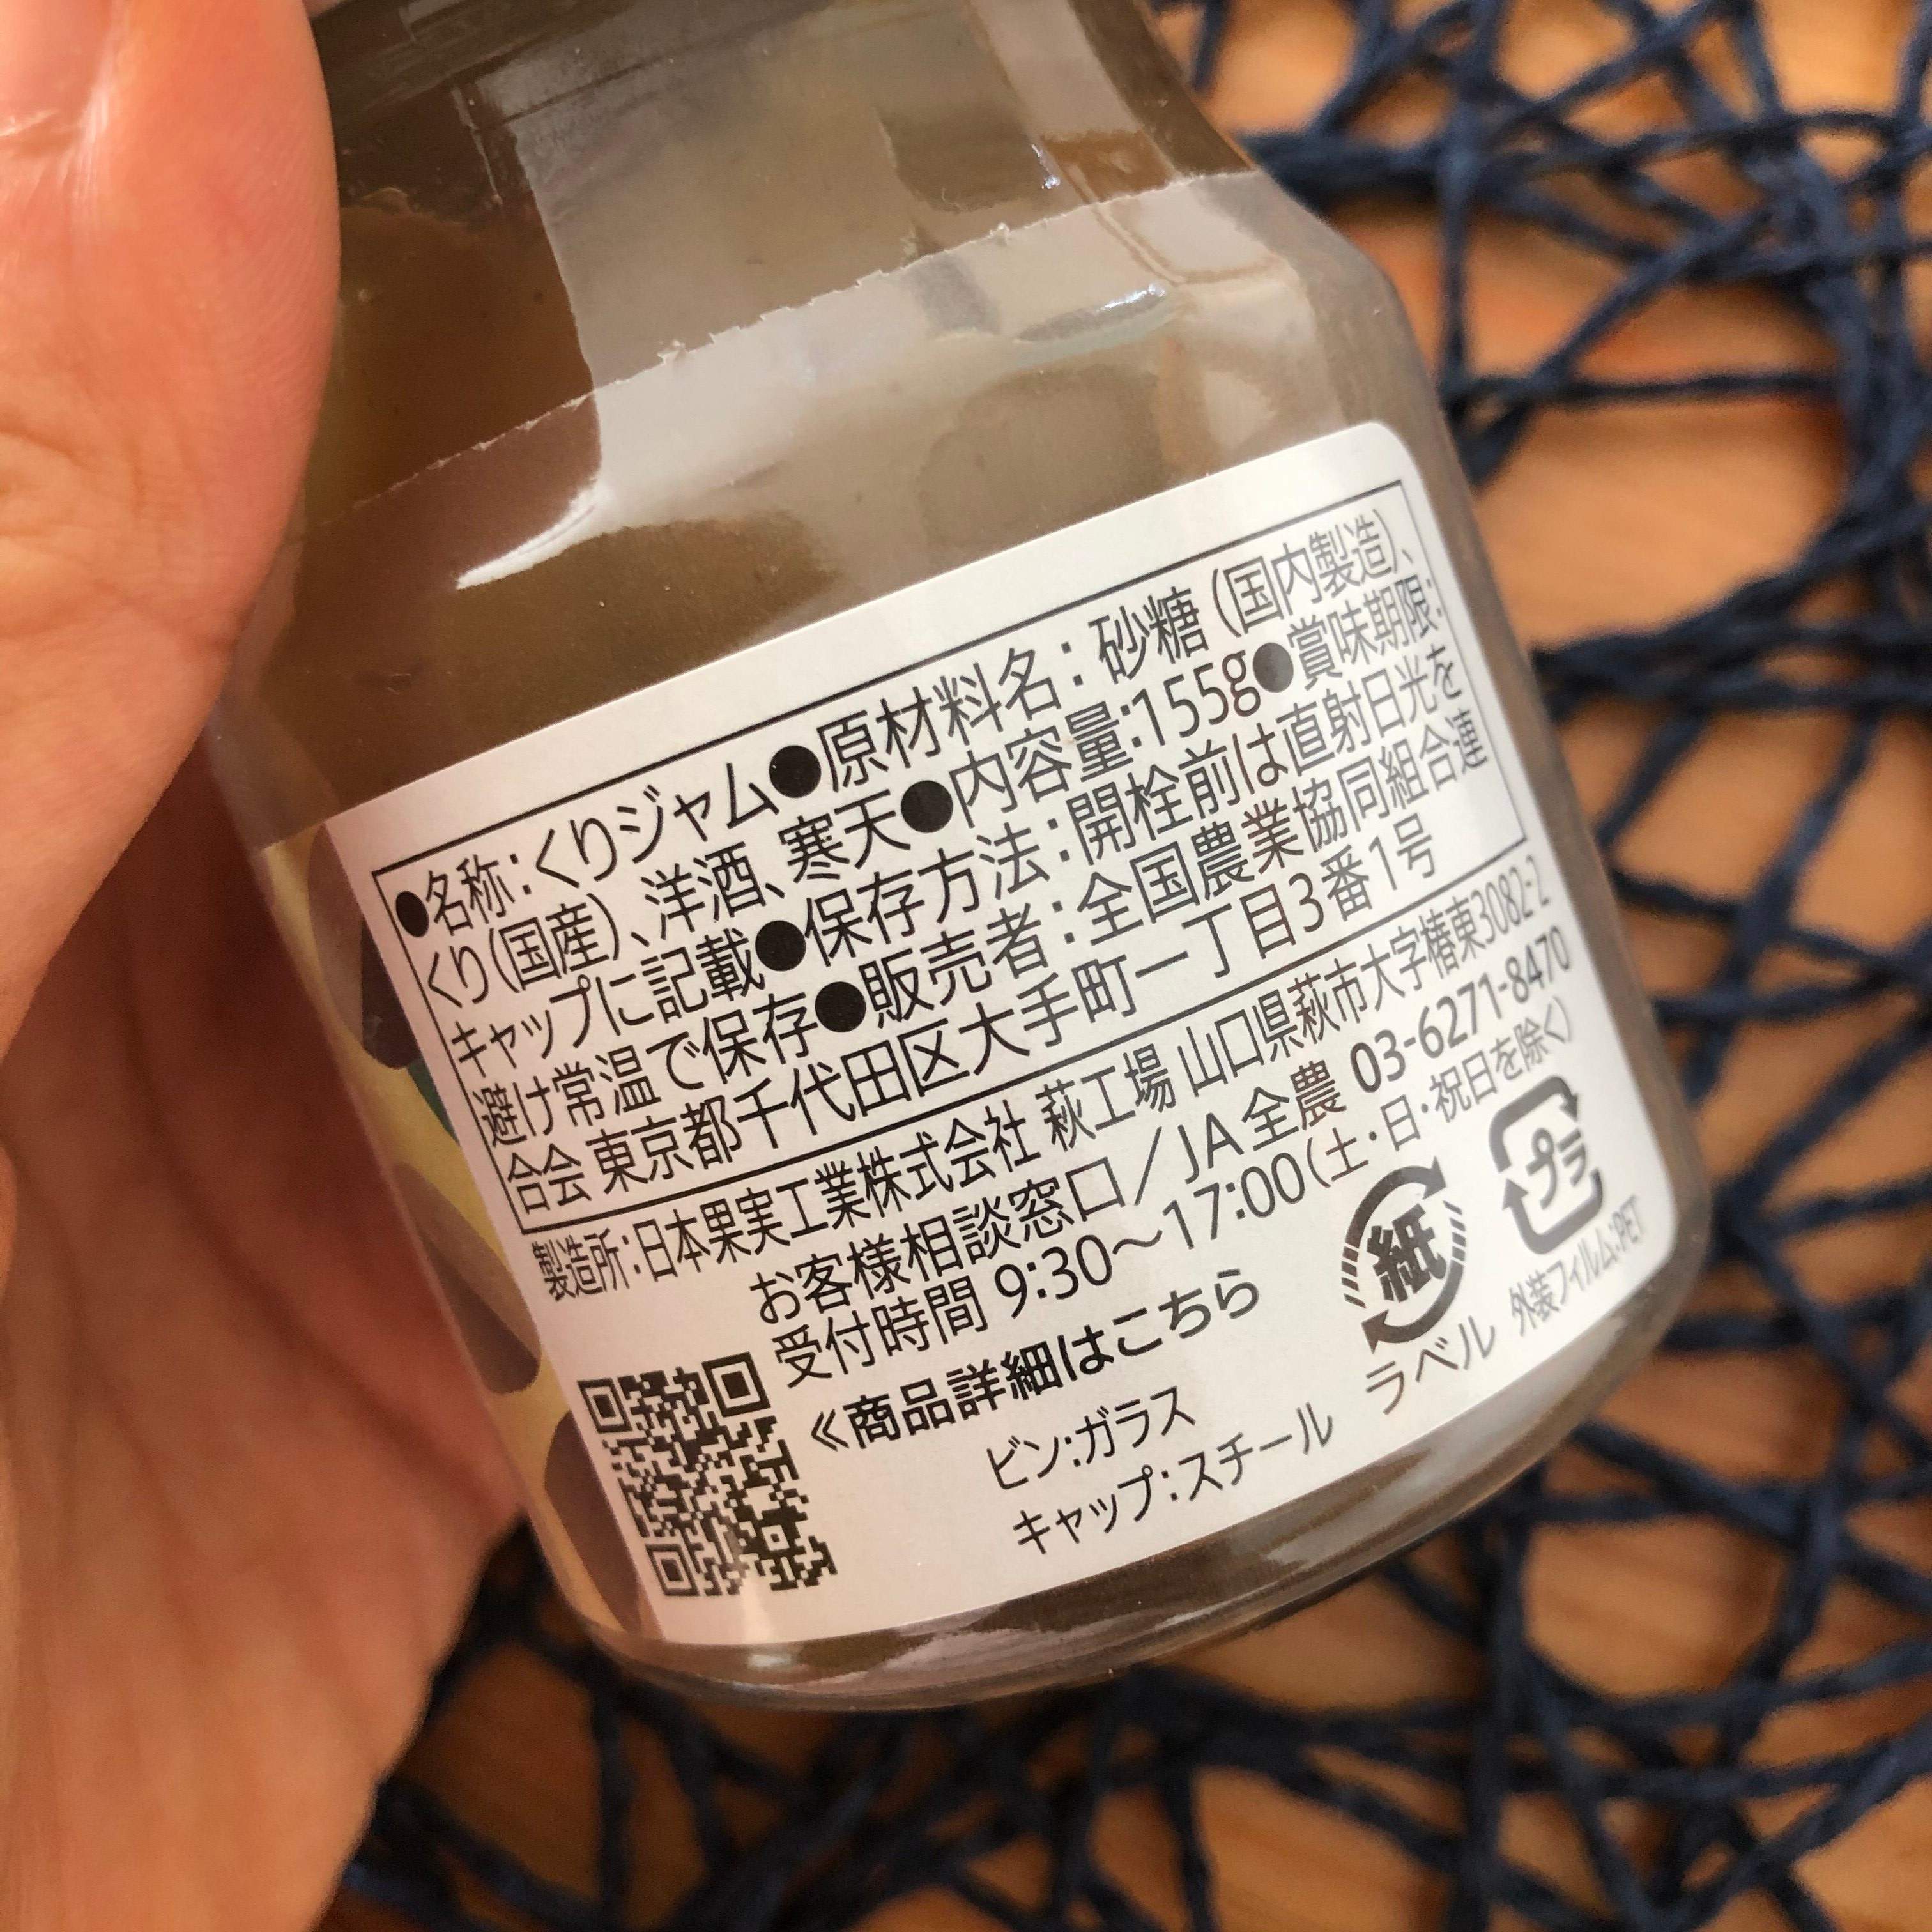 ●名称:くりジャム●原材料名:砂糖(国内製造)、
くり(国産)、洋酒、寒天●内容量:155g●賞味期限:
キャップに記載●保存方法:開栓前は直射日光を
避け常温で保存●販売者:全国農業協同組合連
合会 東京都千代田区大手町一丁目3番1号
製造所:日本果実工業株式会社 萩工場 山口県萩市大字椿東3082-2
お客様相談窓口/JA全農 03-6271-8470
受付時間 9:30〜17:00(土・日・祝日を除く)
≪商品詳細はこちら
ビン:ガラス
キャップ:スチール
紙
ラベル
プラ
外装フィルム:PET